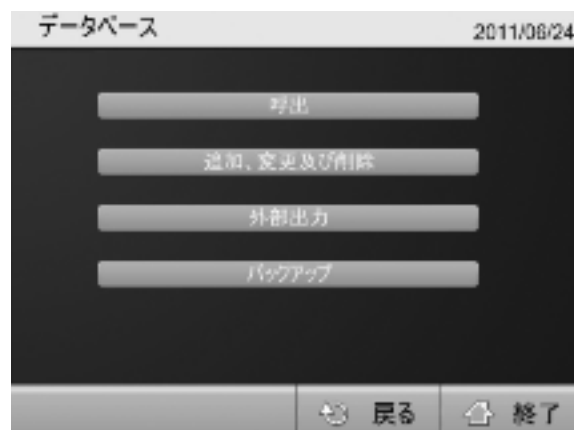 データベース
2011/06/24
呼出
追加、変更及び削除
外部出力
バックアップ
戻る
終了